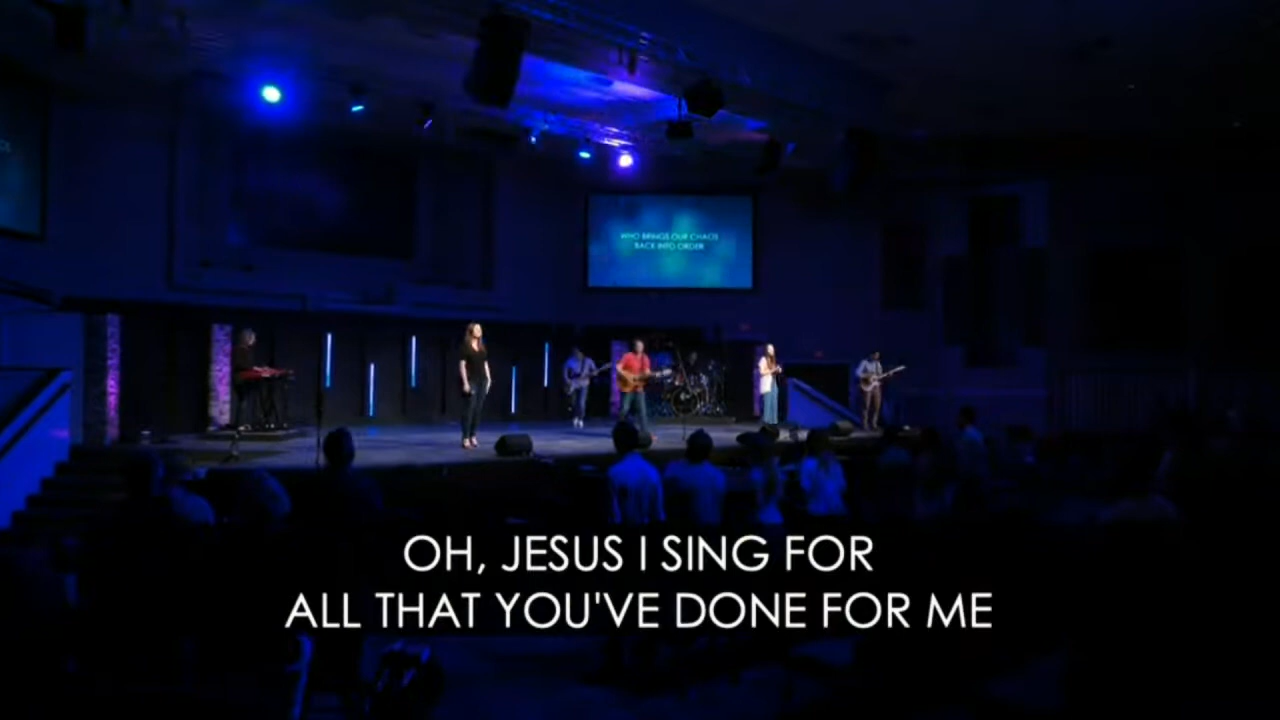 WHO BRINGS OUR CHAOS
BACK INTO ORDER
OH, JESUS I SING FOR
ALL THAT YOU'VE DONE FOR ME